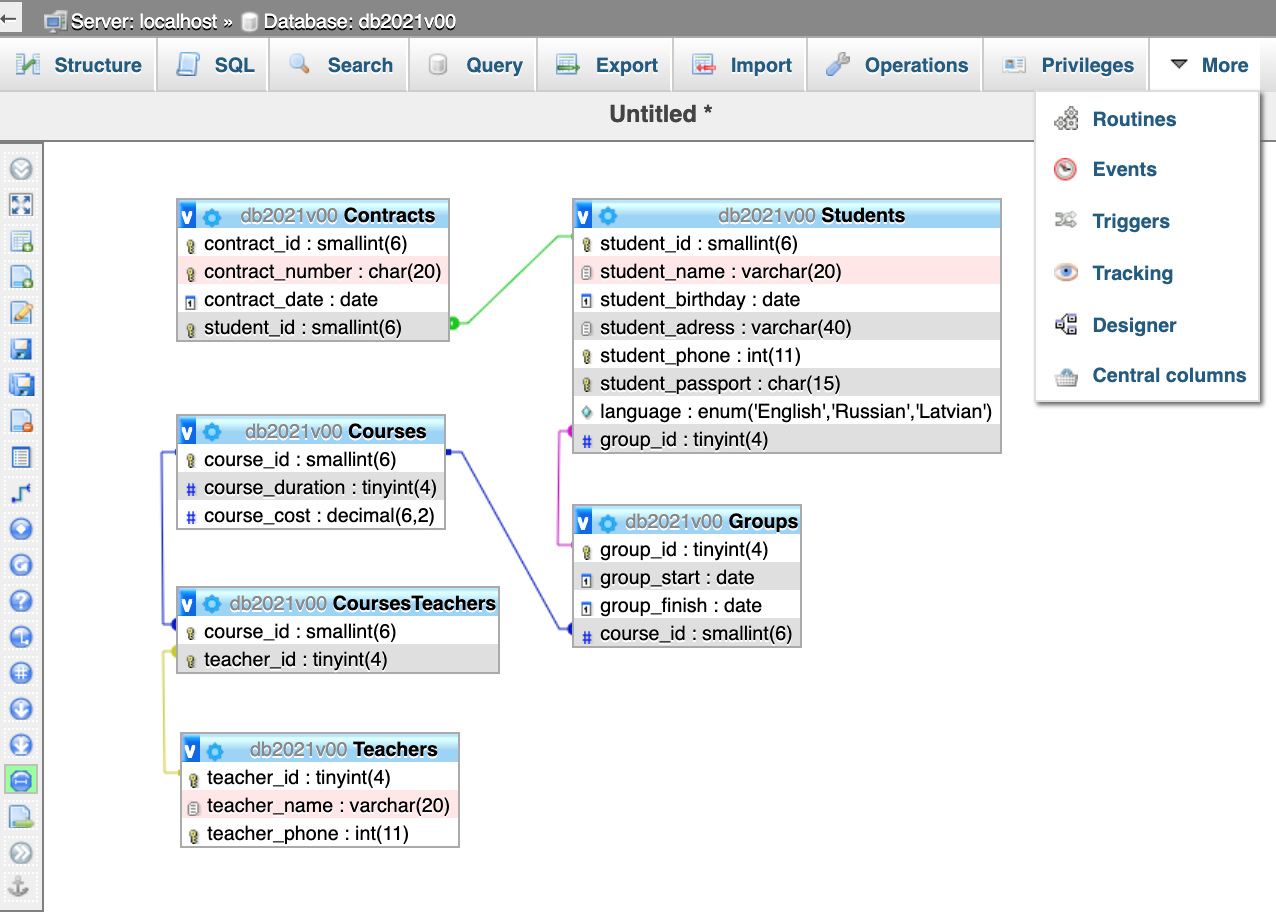 Server: localhost » Database: db2021v00
Structure SQL Search Query Export Import Operations Privileges More
Untitled *
Routines
Events
Triggers
Tracking
Designer
Central columns
db2021v00 Contracts
contract_id : smallint(6)
contract_number : char(20)
contract_date : date
student_id : smallint(6)
db2021v00 Students
student_id : smallint(6)
student_name : varchar(20)
student_birthday : date
student_adress : varchar(40)
student_phone : int(11)
student_passport : char(15)
language : enum('English','Russian','Latvian')
group_id : tinyint(4)
db2021v00 Courses
course_id : smallint(6)
course_duration : tinyint(4)
course_cost : decimal(6,2)
db2021v00 Groups
group_id : tinyint(4)
group_start : date
group_finish : date
course_id : smallint(6)
db2021v00 CoursesTeachers
course_id : smallint(6)
teacher_id : tinyint(4)
db2021v00 Teachers
teacher_id : tinyint(4)
teacher_name : varchar(20)
teacher_phone : int(11)